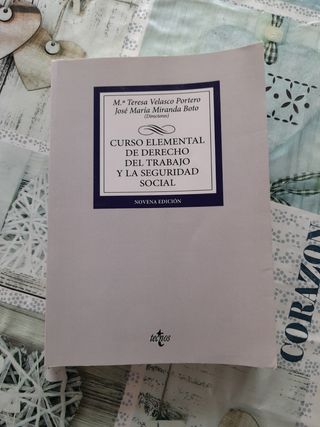 M.ª Teresa Velasco Portero
José María Miranda Boto
(Directores)
CURSO ELEMENTAL
DE DERECHO
DEL TRABAJO
Y LA SEGURIDAD
SOCIAL
NOVENA EDICIÓN
tecnos
CORAZON